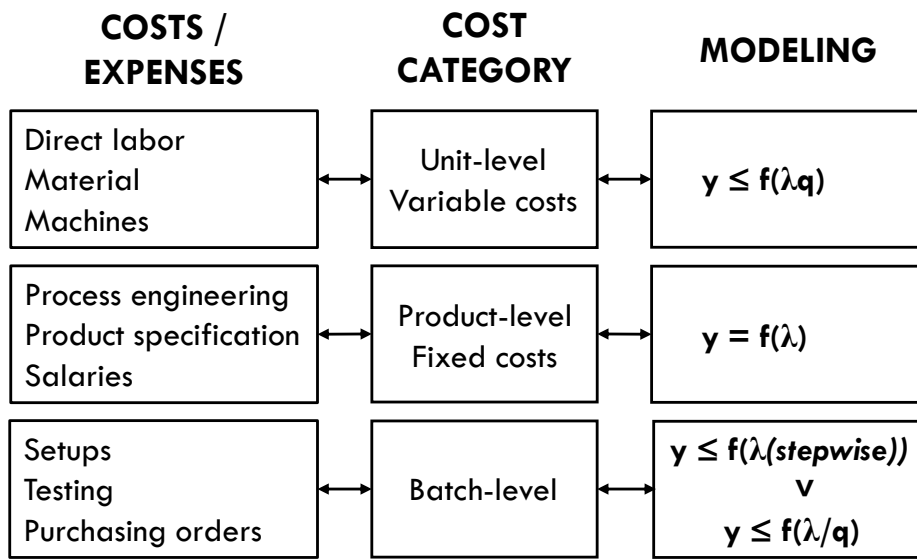 COSTS /
EXPENSES
COST
CATEGORY
MODELING
Direct labor
Material
Machines
Unit-level
Variable costs
y ≤ f(λq)
Process engineering
Product specification
Salaries
Product-level
Fixed costs
y = f(λ)
Setups
Testing
Purchasing orders
Batch-level
y ≤ f(λ(stepwise))
v
y ≤ f(λ/q)